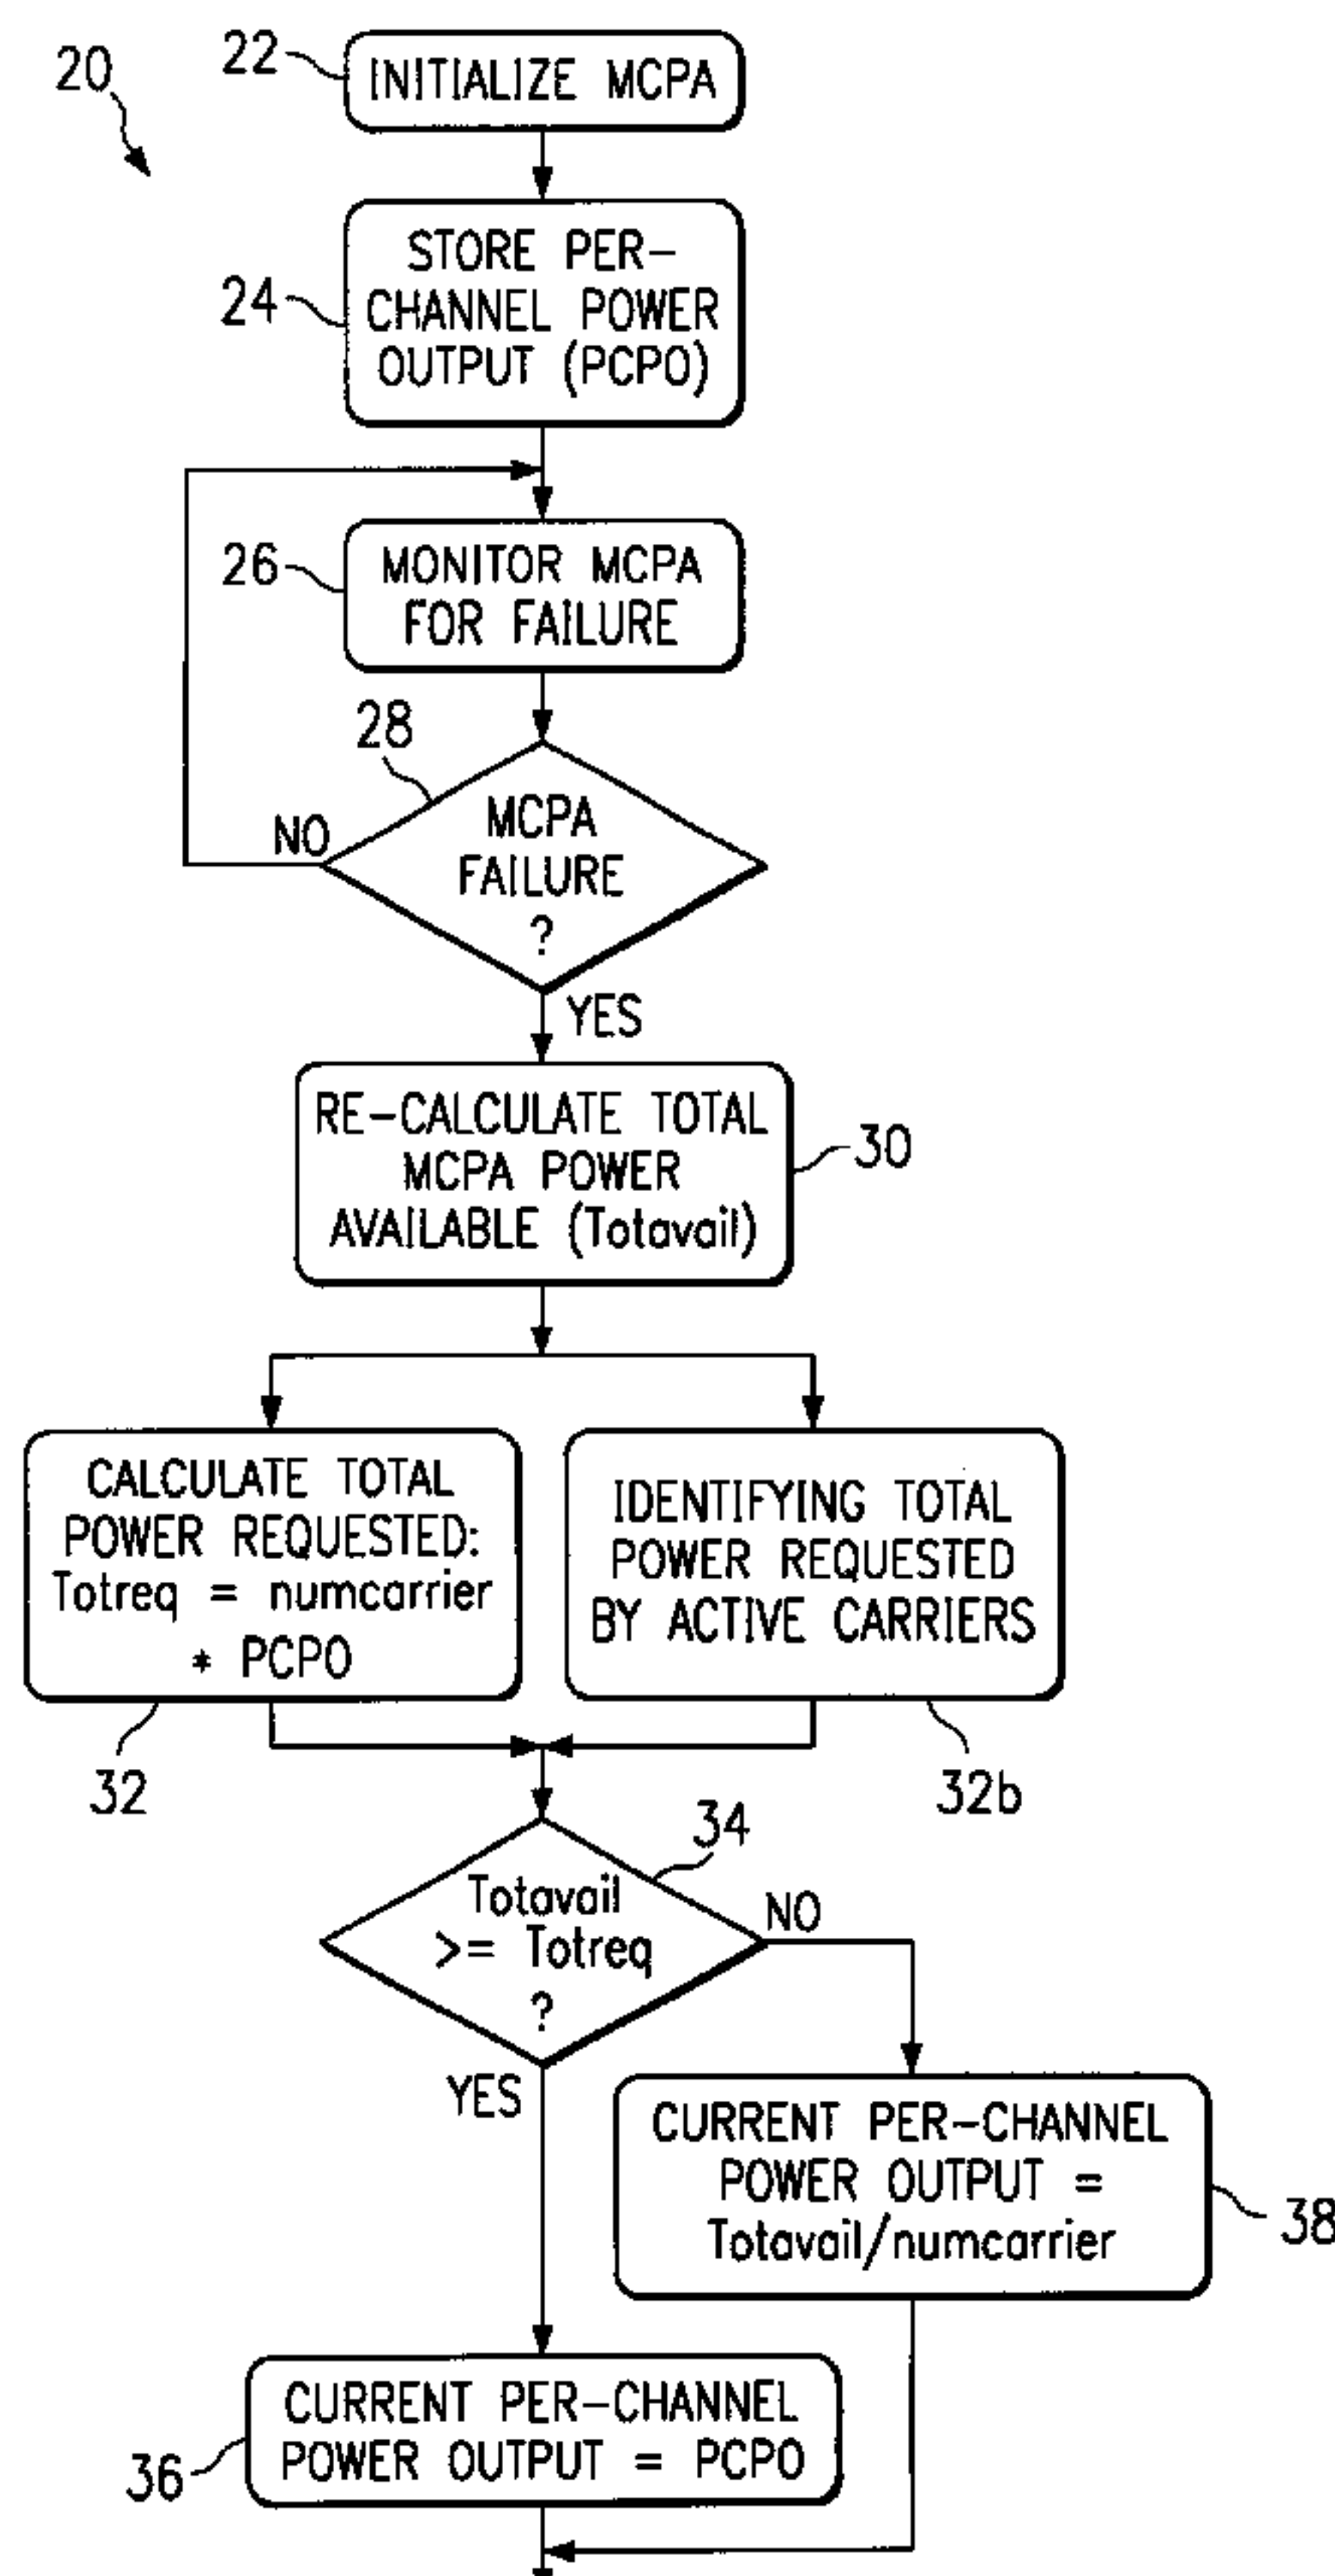 20
22
INITIALIZE MCPA
24
STORE PER-
CHANNEL POWER
OUTPUT (PCPO)
26
MONITOR MCPA
FOR FAILURE
28
NO
MCPA
FAILURE
?
YES
RE-CALCULATE TOTAL
MCPA POWER
AVAILABLE (Totavail)
30
CALCULATE TOTAL
POWER REQUESTED:
Totreq = numcarrier
* PCPO
32
IDENTIFYING TOTAL
POWER REQUESTED
BY ACTIVE CARRIERS
32b
34
Totavail
>= Totreq
?
NO
YES
CURRENT PER-CHANNEL
POWER OUTPUT =
Totavail/numcarrier
38
CURRENT PER-CHANNEL
POWER OUTPUT = PCPO
36